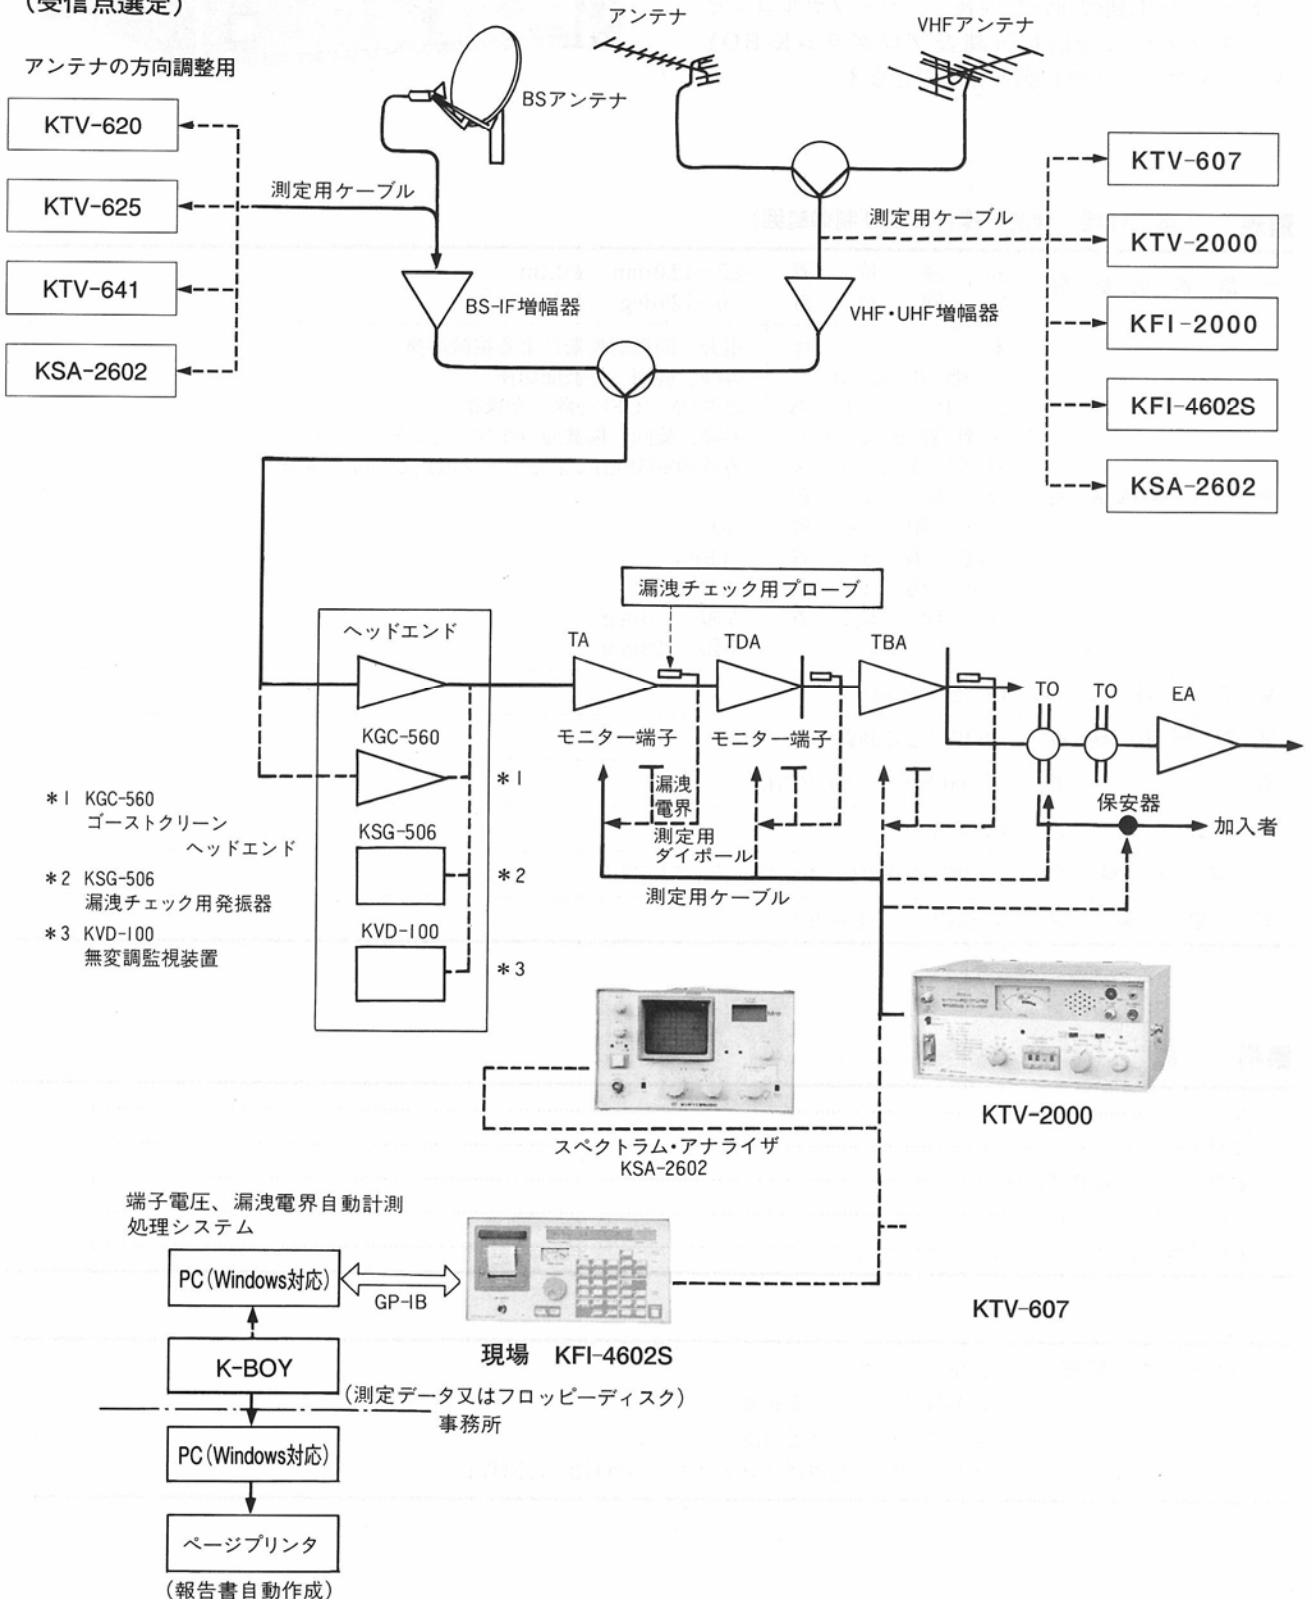 (受信点選定)
アンテナの方向調整用
KTV-620
KTV-625
KTV-641
KSA-2602
測定用ケーブル
BSアンテナ
アンテナ
VHFアンテナ
測定用ケーブル
KTV-607
KTV-2000
KFI-2000
KFI-4602S
KSA-2602
BS-IF増幅器
VHF・UHF増幅器
漏洩チェック用プローブ
ヘッドエンド
KGC-560
*1
KSG-506
*2
KVD-100
*3
*1 KGC-560
ゴーストクリーン
ヘッドエンド
*2 KSG-506
漏洩チェック用発振器
*3 KVD-100
無変調監視装置
TA
TDA
TBA
TO
TO
EA
モニター端子
モニター端子
漏洩
電界
測定用
ダイポール
測定用ケーブル
保安器
加入者
スペクトラム・アナライザ
KSA-2602
KTV-2000
KTV-607
端子電圧、漏洩電界自動計測
処理システム
PC(Windows対応)
GP-IB
現場 KFI-4602S
K-BOY
(測定データ又はフロッピーディスク)
事務所
PC(Windows対応)
ページプリンタ
(報告書自動作成)